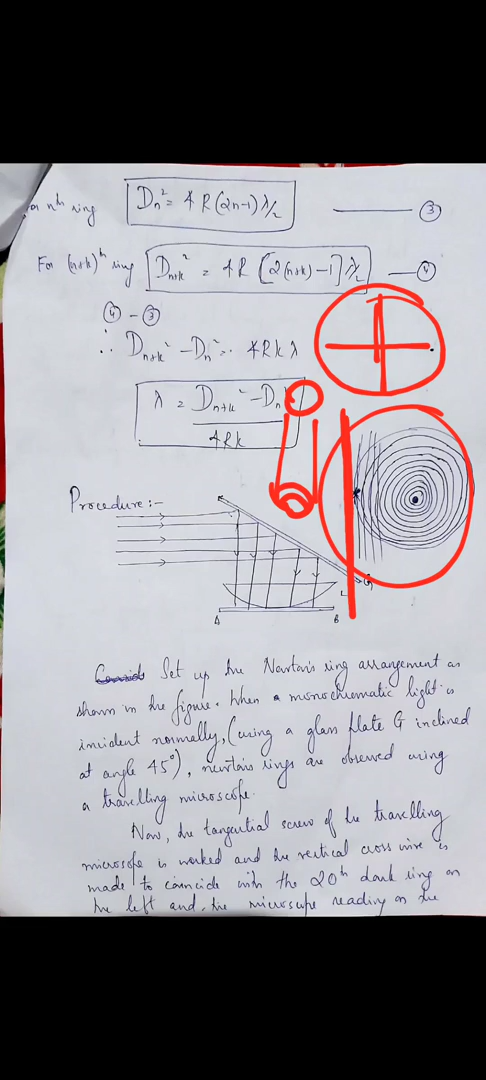 For nth ring Dn² = 4R(2n-1)λ/2 ③
For (n+k)th ring Dn+k² = 4R [2(n+k)-1]λ/2 ④
④ - ③
∴ Dn+k² - Dn² = 4Rkλ
λ = Dn+k² - Dn² / 4Rk
Procedure:-
L G
A B
Set up the Newton's ring arrangement as
shown in the figure. When a monochromatic light is
incident normally, (using a glass plate G inclined
at angle 45°), newton's rings are observed using
a travelling microscope.
Now, the tangential screw of the travelling
microscope is worked and the vertical cross wire is
made to coincide with the 20th dark ring on
the left and the microscope reading on the